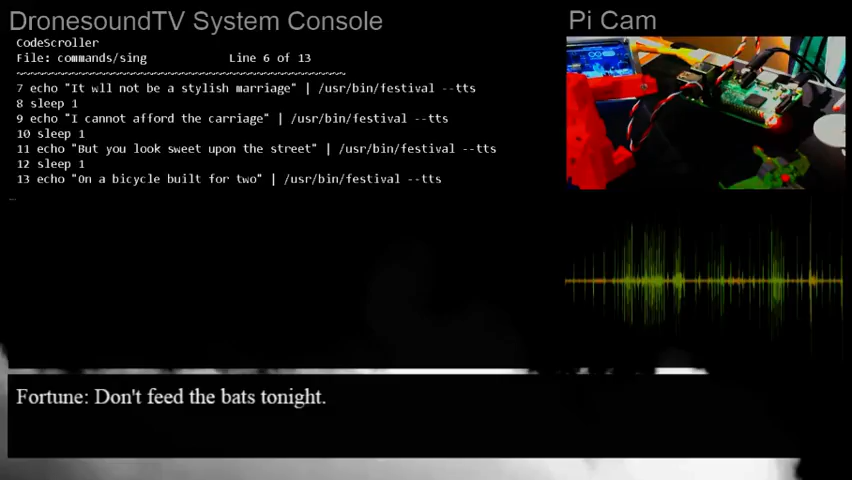 DronesoundTV System Console
Pi Cam
CodeScroller
File: commands/sing Line 6 of 13
~~~~~~~~~~~~~~~~~~~~~~~~~~~~~~~~~~~~~~~~~~~~~~~
7 echo "It wll not be a stylish marriage" | /usr/bin/festival --tts
8 sleep 1
9 echo "I cannot afford the carriage" | /usr/bin/festival --tts
10 sleep 1
11 echo "But you look sweet upon the street" | /usr/bin/festival --tts
12 sleep 1
13 echo "On a bicycle built for two" | /usr/bin/festival --tts
...
Fortune: Don't feed the bats tonight.